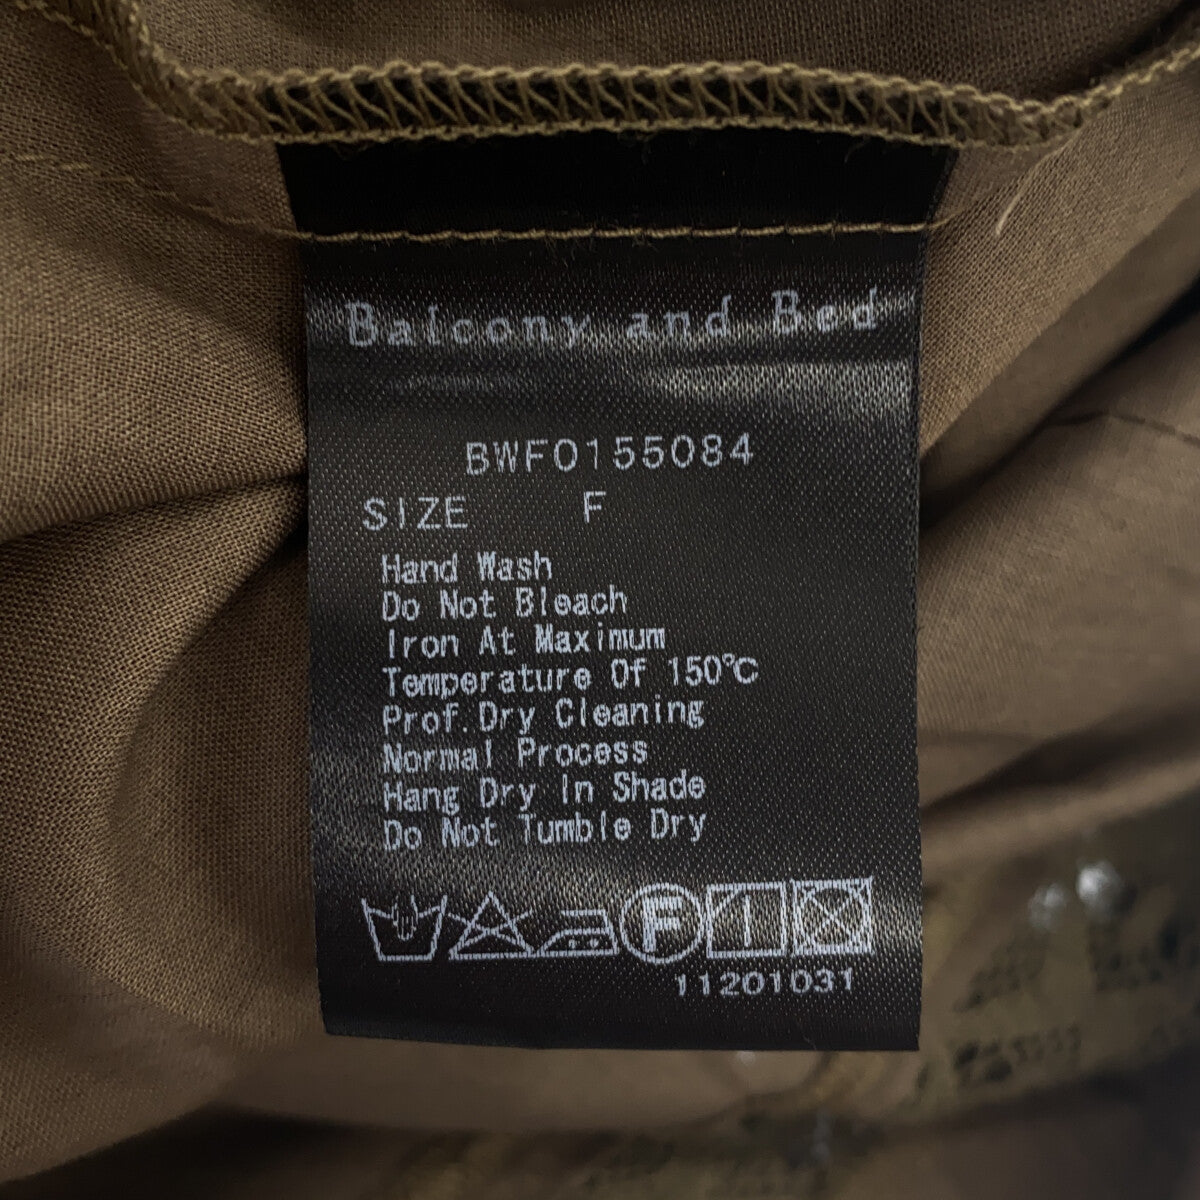 Balcony and Bed
BWF0155084
SIZE F
Hand Wash
Do Not Bleach
Iron At Maximum
Temperature Of 150℃
Prof.Dry Cleaning
Normal Process
Hang Dry In Shade
Do Not Tumble Dry
F
11201031